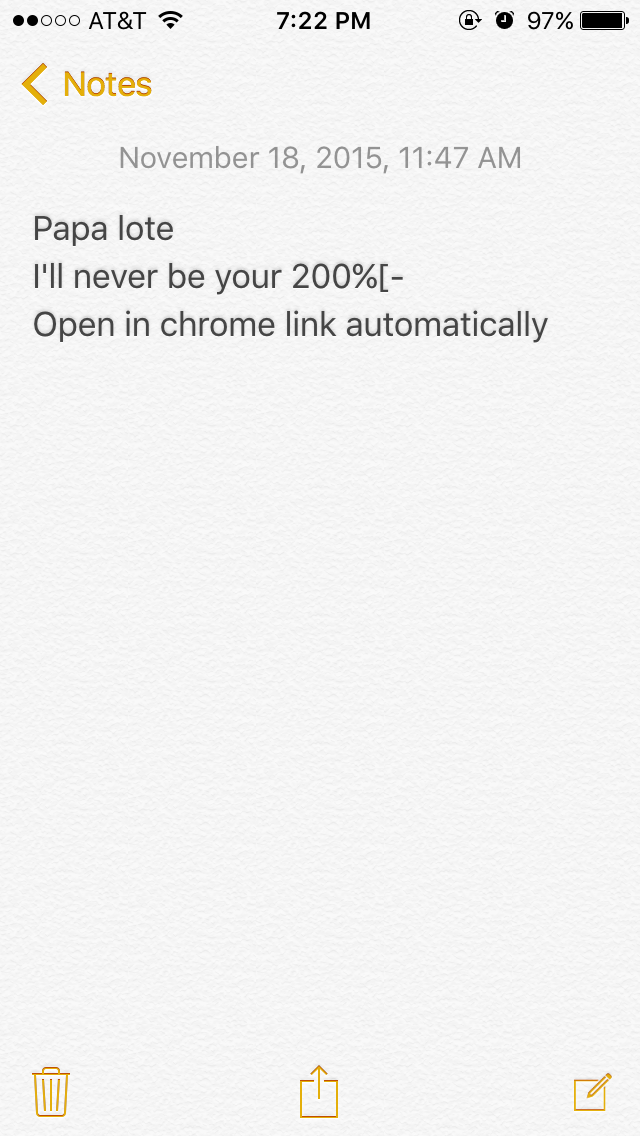 AT&T 7:22 PM 97%
Notes
November 18, 2015, 11:47 AM
Papa lote
I'll never be your 200%[-
Open in chrome link automatically